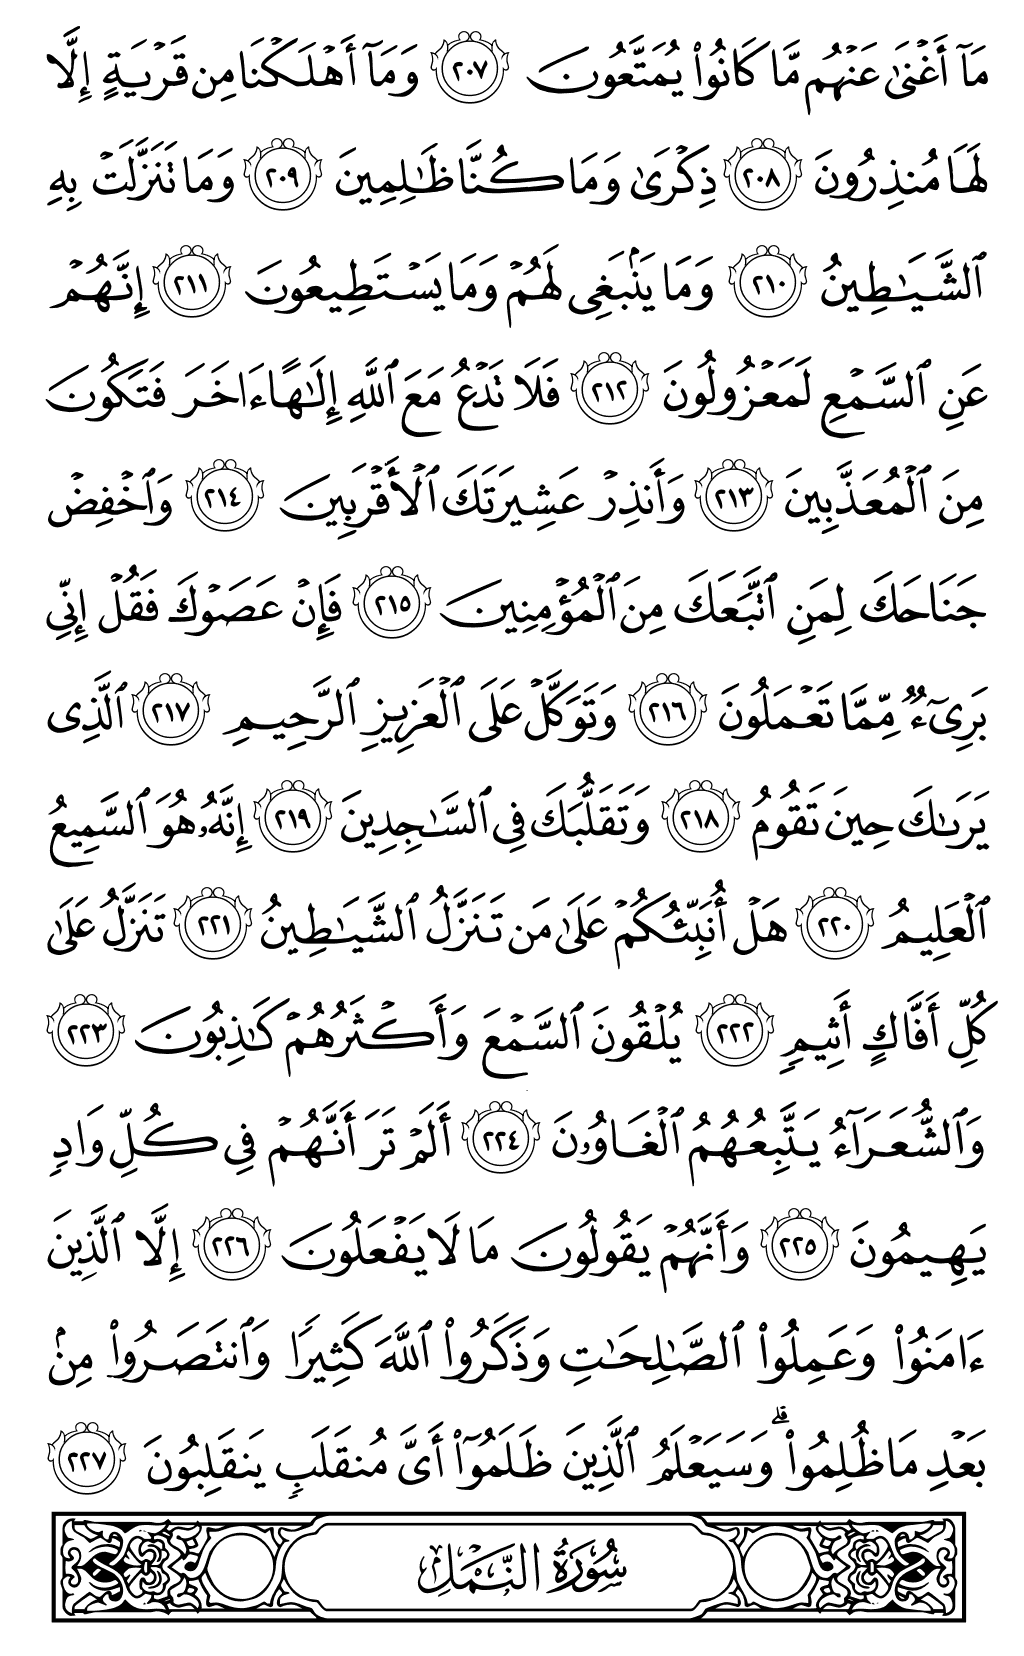 مَآ أَغۡنَىٰ عَنۡهُم مَّا كَانُواْ يُمَتَّعُونَ ٢٠٧ وَمَآ أَهۡلَكۡنَا مِن قَرۡيَةٍ إِلَّا
لَهَا مُنذِرُونَ ٢٠٨ ذِكۡرَىٰ وَمَا كُنَّا ظَٰلِمِينَ ٢٠٩ وَمَا تَنَزَّلَتۡ بِهِ
ٱلشَّيَٰطِينُ ٢١٠ وَمَا يَنۢبَغِي لَهُمۡ وَمَا يَسۡتَطِيعُونَ ٢١١ إِنَّهُمۡ
عَنِ ٱلسَّمۡعِ لَمَعۡزُولُونَ ٢١٢ فَلَا تَدۡعُ مَعَ ٱللَّهِ إِلَٰهًا ءَاخَرَ فَتَكُونَ
مِنَ ٱلۡمُعَذَّبِينَ ٢١٣ وَأَنذِرۡ عَشِيرَتَكَ ٱلۡأَقۡرَبِينَ ٢١٤ وَٱخۡفِضۡ
جَنَاحَكَ لِمَنِ ٱتَّبَعَكَ مِنَ ٱلۡمُؤۡمِنِينَ ٢١٥ فَإِنۡ عَصَوۡكَ فَقُلۡ إِنِّي
بَرِيٓءٞ مِّمَّا تَعۡمَلُونَ ٢١٦ وَتَوَكَّلۡ عَلَى ٱلۡعَزِيزِ ٱلرَّحِيمِ ٢١٧ ٱلَّذِي
يَرَىٰكَ حِينَ تَقُومُ ٢١٨ وَتَقَلُّبَكَ فِي ٱلسَّٰجِدِينَ ٢١٩ إِنَّهُۥ هُوَ ٱلسَّمِيعُ
ٱلۡعَلِيمُ ٢٢٠ هَلۡ أُنَبِّئُكُمۡ عَلَىٰ مَن تَنَزَّلُ ٱلشَّيَٰطِينُ ٢٢١ تَنَزَّلُ عَلَىٰ
كُلِّ أَفَّاكٍ أَثِيمٖ ٢٢٢ يُلۡقُونَ ٱلسَّمۡعَ وَأَكۡثَرُهُمۡ كَٰذِبُونَ ٢٢٣
وَٱلشُّعَرَآءُ يَتَّبِعُهُمُ ٱلۡغَاوُۥنَ ٢٢٤ أَلَمۡ تَرَ أَنَّهُمۡ فِي كُلِّ وَادٖ
يَهِيمُونَ ٢٢٥ وَأَنَّهُمۡ يَقُولُونَ مَا لَا يَفۡعَلُونَ ٢٢٦ إِلَّا ٱلَّذِينَ
ءَامَنُواْ وَعَمِلُواْ ٱلصَّٰلِحَٰتِ وَذَكَرُواْ ٱللَّهَ كَثِيرٗا وَٱنتَصَرُواْ مِنۢ
بَعۡدِ مَا ظُلِمُواْۗ وَسَيَعۡلَمُ ٱلَّذِينَ ظَلَمُوٓاْ أَيَّ مُنقَلَبٖ يَنقَلِبُونَ ٢٢٧
سُورَةُ النَّمۡلِ